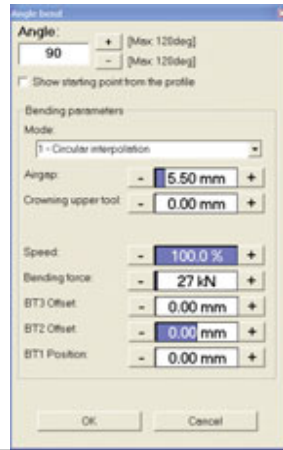 Angle bend
Angle:
90 + [Max: 120deg]
- [Max: 120deg]
Show starting point from the profile
Bending parameters
Mode:
1 - Circular interpolation
Airgap: - 5.50 mm +
Crowning upper tool: - 0.00 mm +
Speed: - 100.0 % +
Bending force: - 27 kN +
BT3 Offset: - 0.00 mm +
BT2 Offset: - 0.00 mm +
BT1 Position: - 0.00 mm +
OK Cancel